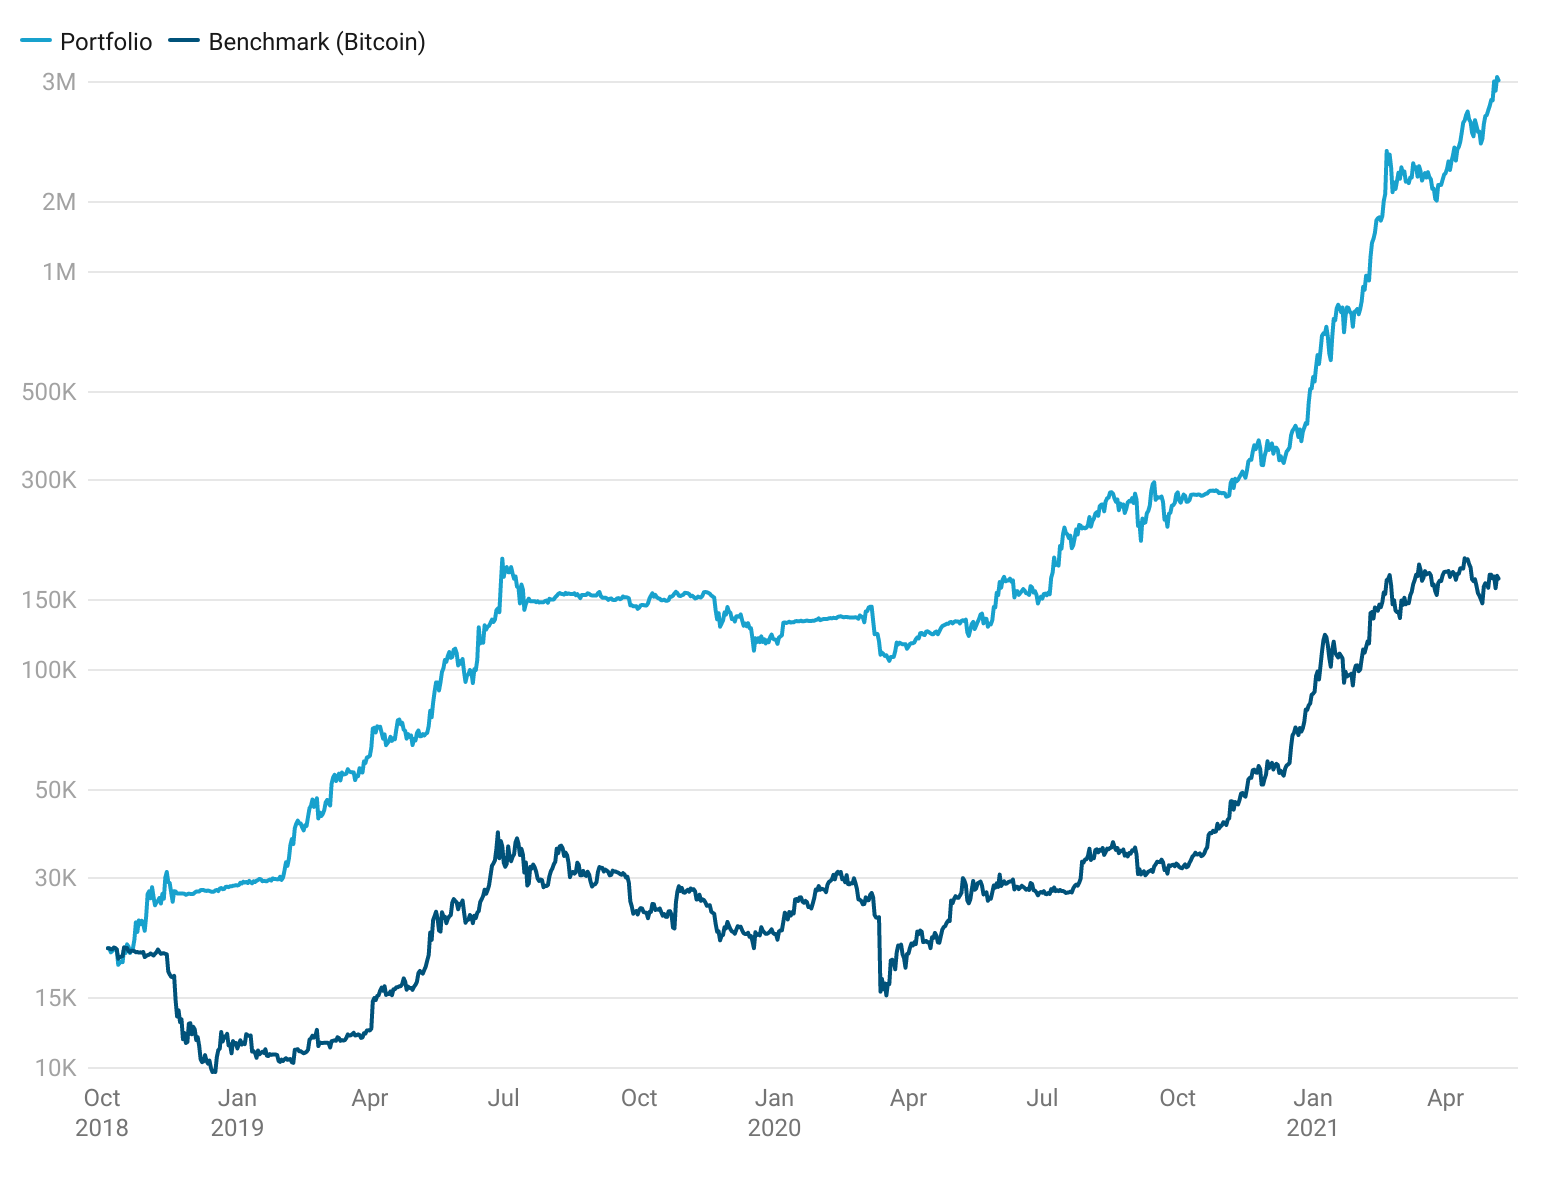 Portfolio Benchmark (Bitcoin)
3M
2M
1M
500K
300K
150K
100K
50K
30K
15K
10K
Oct Jan Apr Jul Oct Jan Apr Jul Oct Jan Apr
2018 2019 2020 2021